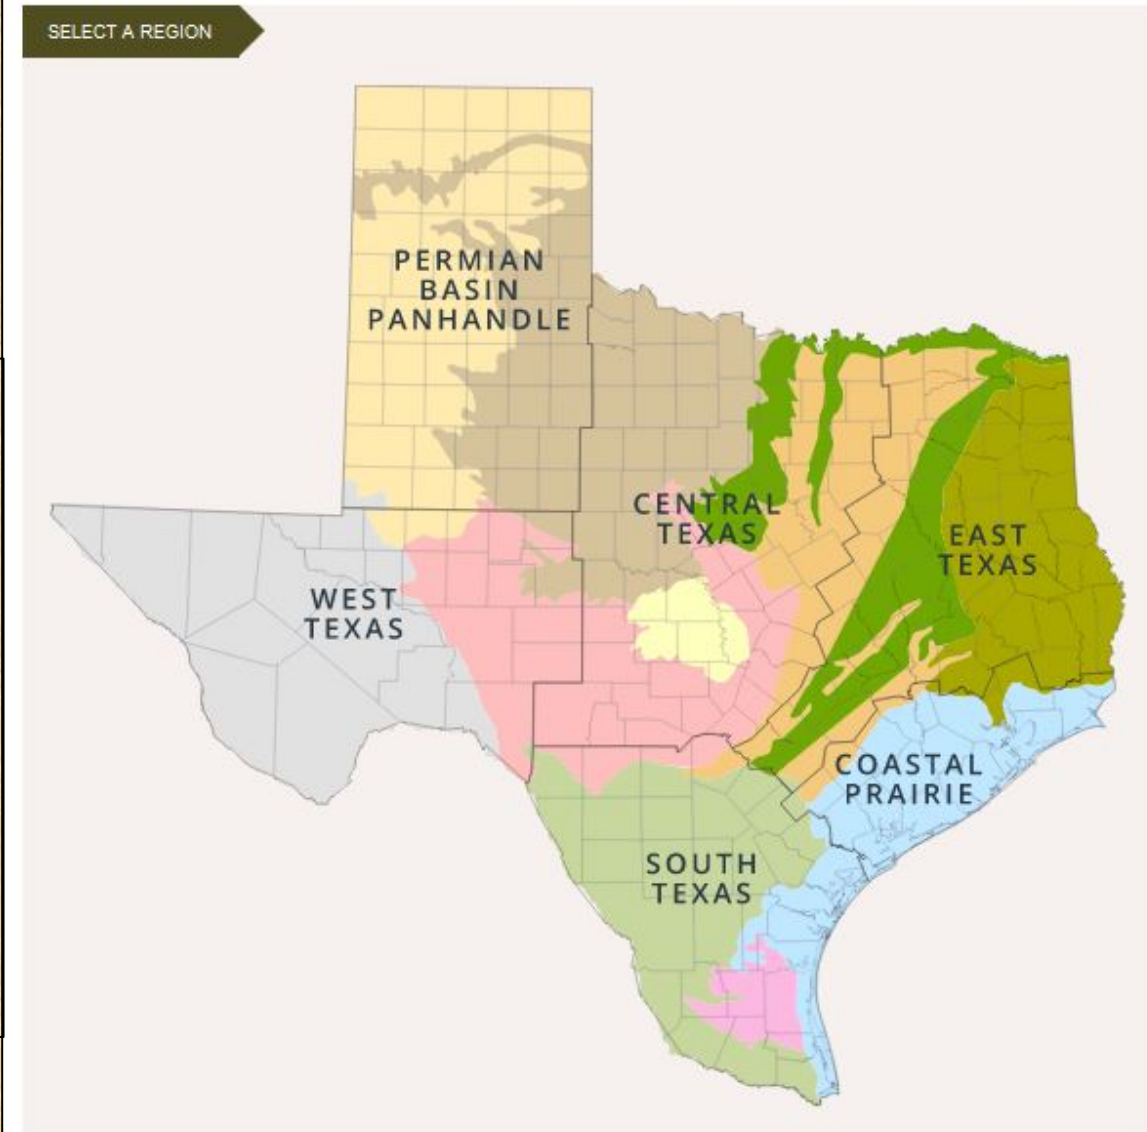 SELECT A REGION
PERMIAN
BASIN
PANHANDLE
CENTRAL
TEXAS
EAST
TEXAS
WEST
TEXAS
COASTAL
PRAIRIE
SOUTH
TEXAS